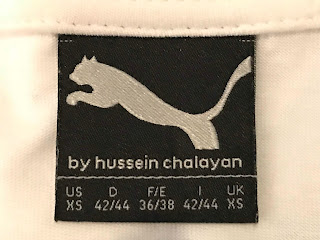 by hussein chalayan
US D F/E I UK
XS 42/44 36/38 42/44 XS